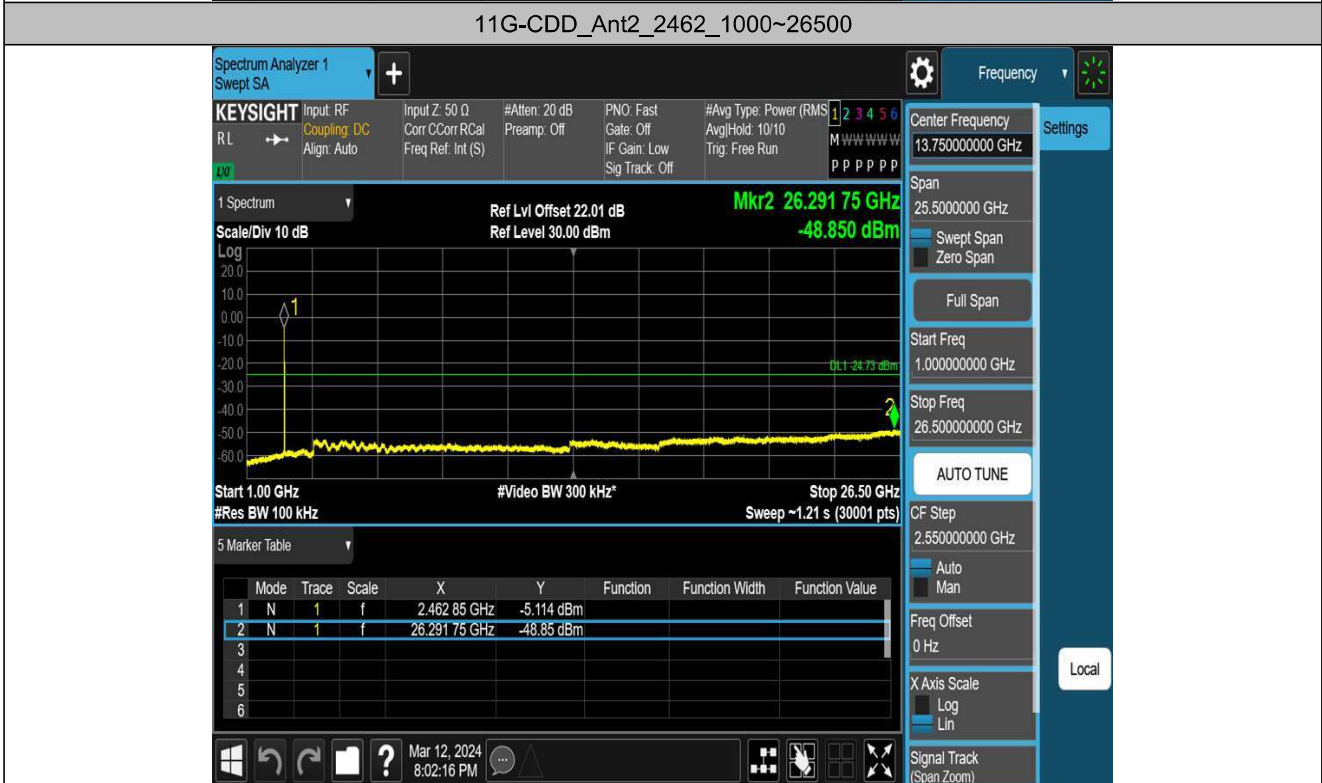 11G-CDD_Ant2_2462_1000~26500
Spectrum Analyzer 1
Swept SA
+
Frequency
KEYSIGHT
RL
LXI
Input: RF
Coupling: DC
Align: Auto
Input Z: 50 Ω
Corr CCorr RCal
Freq Ref: Int (S)
#Atten: 20 dB
Preamp: Off
PNO: Fast
Gate: Off
IF Gain: Low
Sig Track: Off
#Avg Type: Power (RMS
Avg|Hold: 10/10
Trig: Free Run
1 2 3 4 5 6
M W W W W W
P P P P P P
1 Spectrum
Scale/Div 10 dB
Ref Lvl Offset 22.01 dB
Ref Level 30.00 dBm
Mkr2 26.291 75 GHz
-48.850 dBm
Log
20.0
10.0
0.00
-10.0
-20.0
-30.0
-40.0
-50.0
-60.0
1
DL1 -24.73 dBm
2
Start 1.00 GHz
#Video BW 300 kHz*
Stop 26.50 GHz
#Res BW 100 kHz
Sweep ~1.21 s (30001 pts)
5 Marker Table
Mode Trace Scale X Y Function Function Width Function Value
1 N 1 f 2.462 85 GHz -5.114 dBm
2 N 1 f 26.291 75 GHz -48.85 dBm
3
4
5
6
Center Frequency
13.750000000 GHz
Settings
Span
25.5000000 GHz
Swept Span
Zero Span
Full Span
Start Freq
1.000000000 GHz
Stop Freq
26.500000000 GHz
AUTO TUNE
CF Step
2.550000000 GHz
Auto
Man
Freq Offset
0 Hz
Local
X Axis Scale
Log
Lin
Signal Track
(Span Zoom)
?
Mar 12, 2024
8:02:16 PM